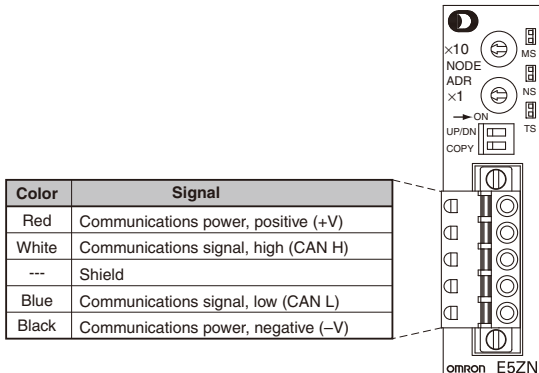 ×10
MS
NODE
ADR
NS
×1
ON
TS
UP/DN
COPY
Color Signal
Red Communications power, positive (+V)
White Communications signal, high (CAN H)
--- Shield
Blue Communications signal, low (CAN L)
Black Communications power, negative (–V)
OMRON E5ZN